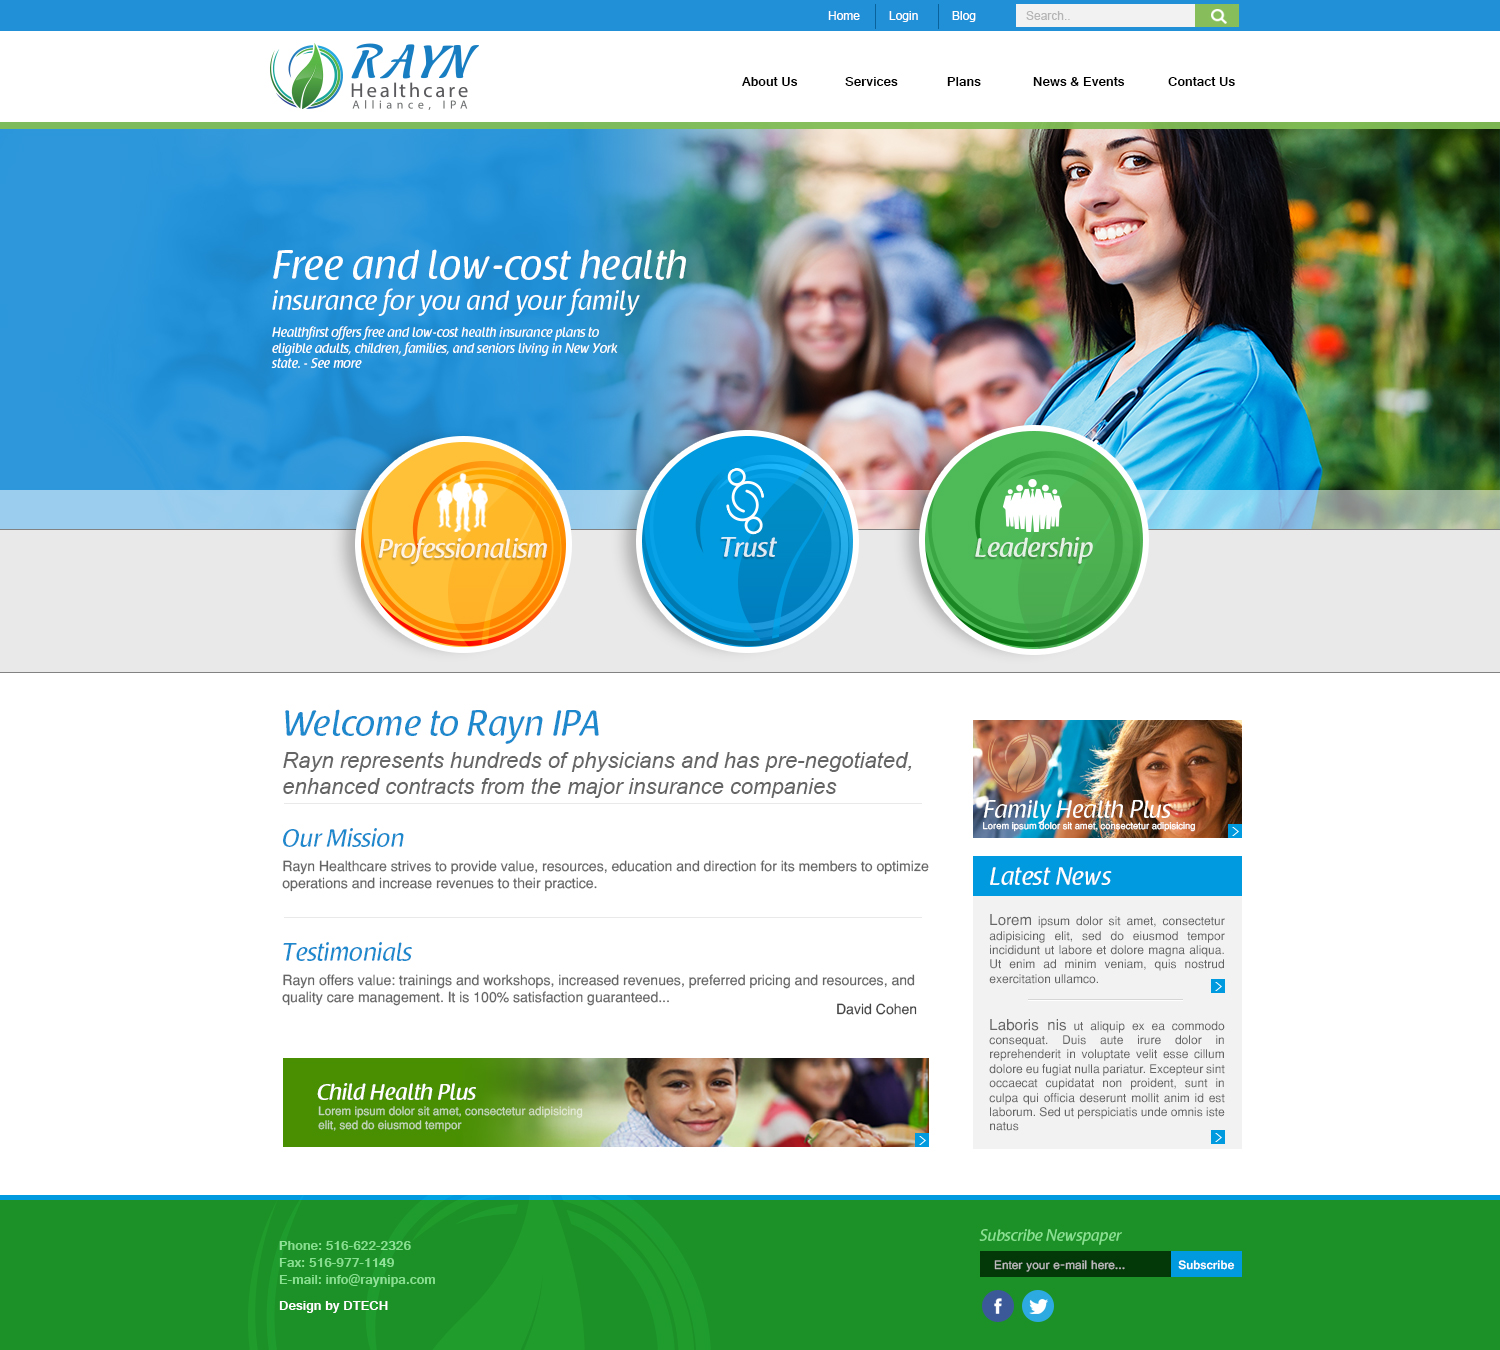 Home
Login
Blog
Search..
RAYN
Healthcare
Alliance, IPA
About Us
Services
Plans
News & Events
Contact Us
Free and low-cost health
insurance for you and your family
Healthfirst offers free and low-cost health insurance plans to
eligible adults, children, families, and seniors living in New York
state. - See more
Professionalism
Trust
Leadership
Welcome to Rayn IPA
Rayn represents hundreds of physicians and has pre-negotiated,
enhanced contracts from the major insurance companies
Our Mission
Rayn Healthcare strives to provide value, resources, education and direction for its members to optimize
operations and increase revenues to their practice.
Testimonials
Rayn offers value: trainings and workshops, increased revenues, preferred pricing and resources, and
quality care management. It is 100% satisfaction guaranteed...
David Cohen
Child Health Plus
Lorem ipsum dolor sit amet, consectetur adipisicing
elit, sed do eiusmod tempor
Family Health Plus
Lorem ipsum dolor sit amet, consectetur adipisicing
Latest News
Lorem ipsum dolor sit amet, consectetur
adipisicing elit, sed do eiusmod tempor
incididunt ut labore et dolore magna aliqua.
Ut enim ad minim veniam, quis nostrud
exercitation ullamco.
Laboris nis ut aliquip ex ea commodo
consequat. Duis aute irure dolor in
reprehenderit in voluptate velit esse cillum
dolore eu fugiat nulla pariatur. Excepteur sint
occaecat cupidatat non proident, sunt in
culpa qui officia deserunt mollit anim id est
laborum. Sed ut perspiciatis unde omnis iste
natus
Phone: 516-622-2326
Fax: 516-977-1149
E-mail: info@raynipa.com
Design by DTECH
Subscribe Newspaper
Enter your e-mail here...
Subscribe
f